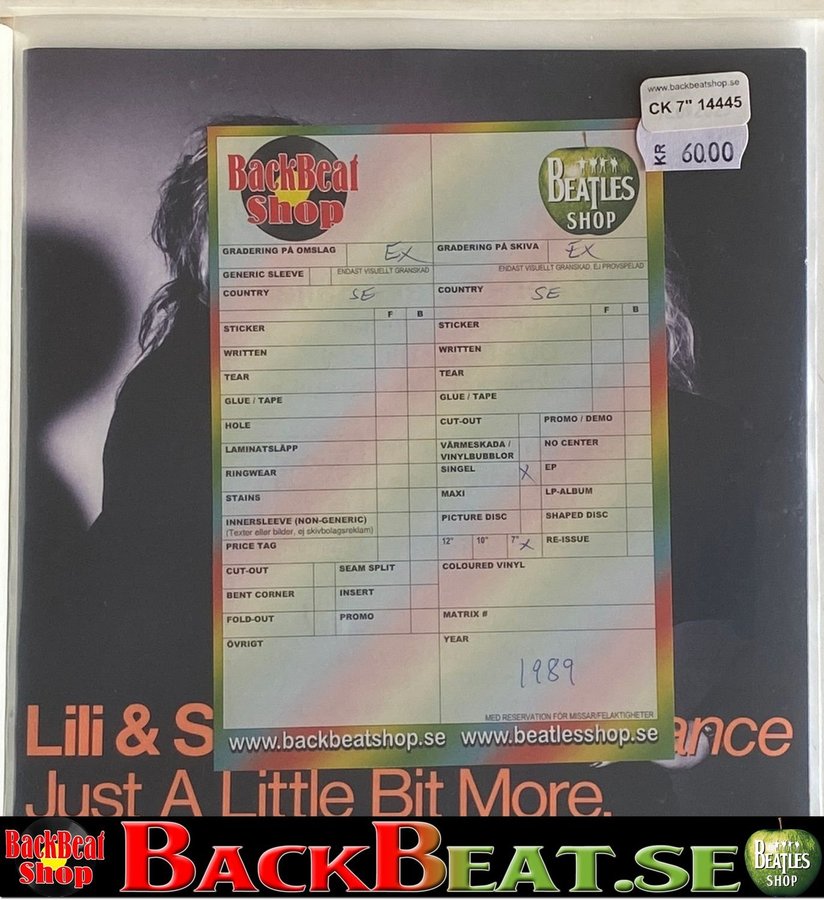 www.backbeatshop.se
CK 7" 14445
KR 60.00
BackBeat Shop
BEATLES SHOP
GRADERING PÅ OMSLAG EX
GRADERING PÅ SKIVA EX
GENERIC SLEEVE ENDAST VISUELLT GRANSKAD
ENDAST VISUELLT GRANSKAD. EJ PROVSPELAD
COUNTRY SE
COUNTRY SE
F B
F B
STICKER
STICKER
WRITTEN
WRITTEN
TEAR
TEAR
GLUE / TAPE
GLUE / TAPE
HOLE
CUT-OUT PROMO / DEMO
LAMINATSLÄPP
VÄRMESKADA /
VINYLBUBBLOR
NO CENTER
RINGWEAR
SINGEL X EP
STAINS
MAXI LP-ALBUM
INNERSLEEVE (NON-GENERIC)
(Texter eller bilder, ej skivbolagsreklam)
PICTURE DISC SHAPED DISC
PRICE TAG
12" 10" 7" X RE-ISSUE
CUT-OUT SEAM SPLIT
COLOURED VINYL
BENT CORNER INSERT
FOLD-OUT PROMO
MATRIX #
ÖVRIGT
YEAR
1989
MED RESERVATION FÖR MISSAR/FELAKTIGHETER
www.backbeatshop.se www.beatlesshop.se
Lili & S ance
Just A Little Bit More.
BackBeat Shop
BACKBEAT.SE
BEATLES SHOP